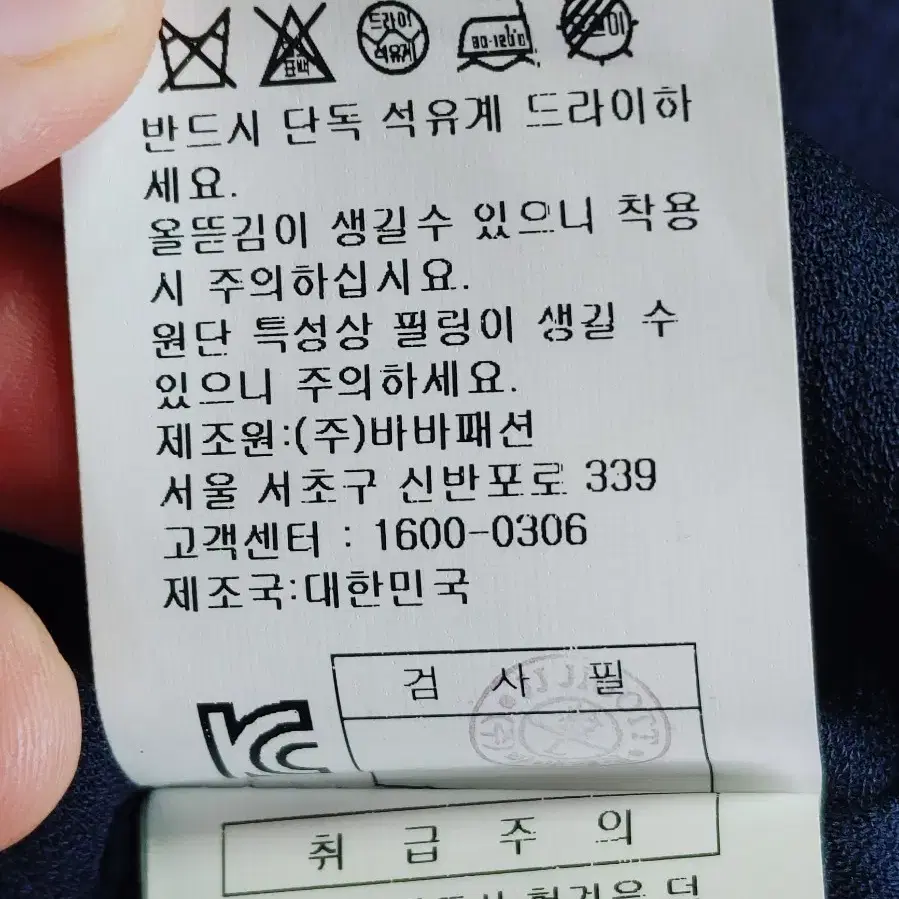 표백
드라이
석유계
80-120℃
반드시 단독 석유계 드라이하
세요.
올뜯김이 생길수 있으니 착용
시 주의하십시요.
원단 특성상 필링이 생길 수
있으니 주의하세요.
제조원:(주)바바패션
서울 서초구 신반포로 339
고객센터 : 1600-0306
제조국:대한민국
검 사 필
취 급 주 의